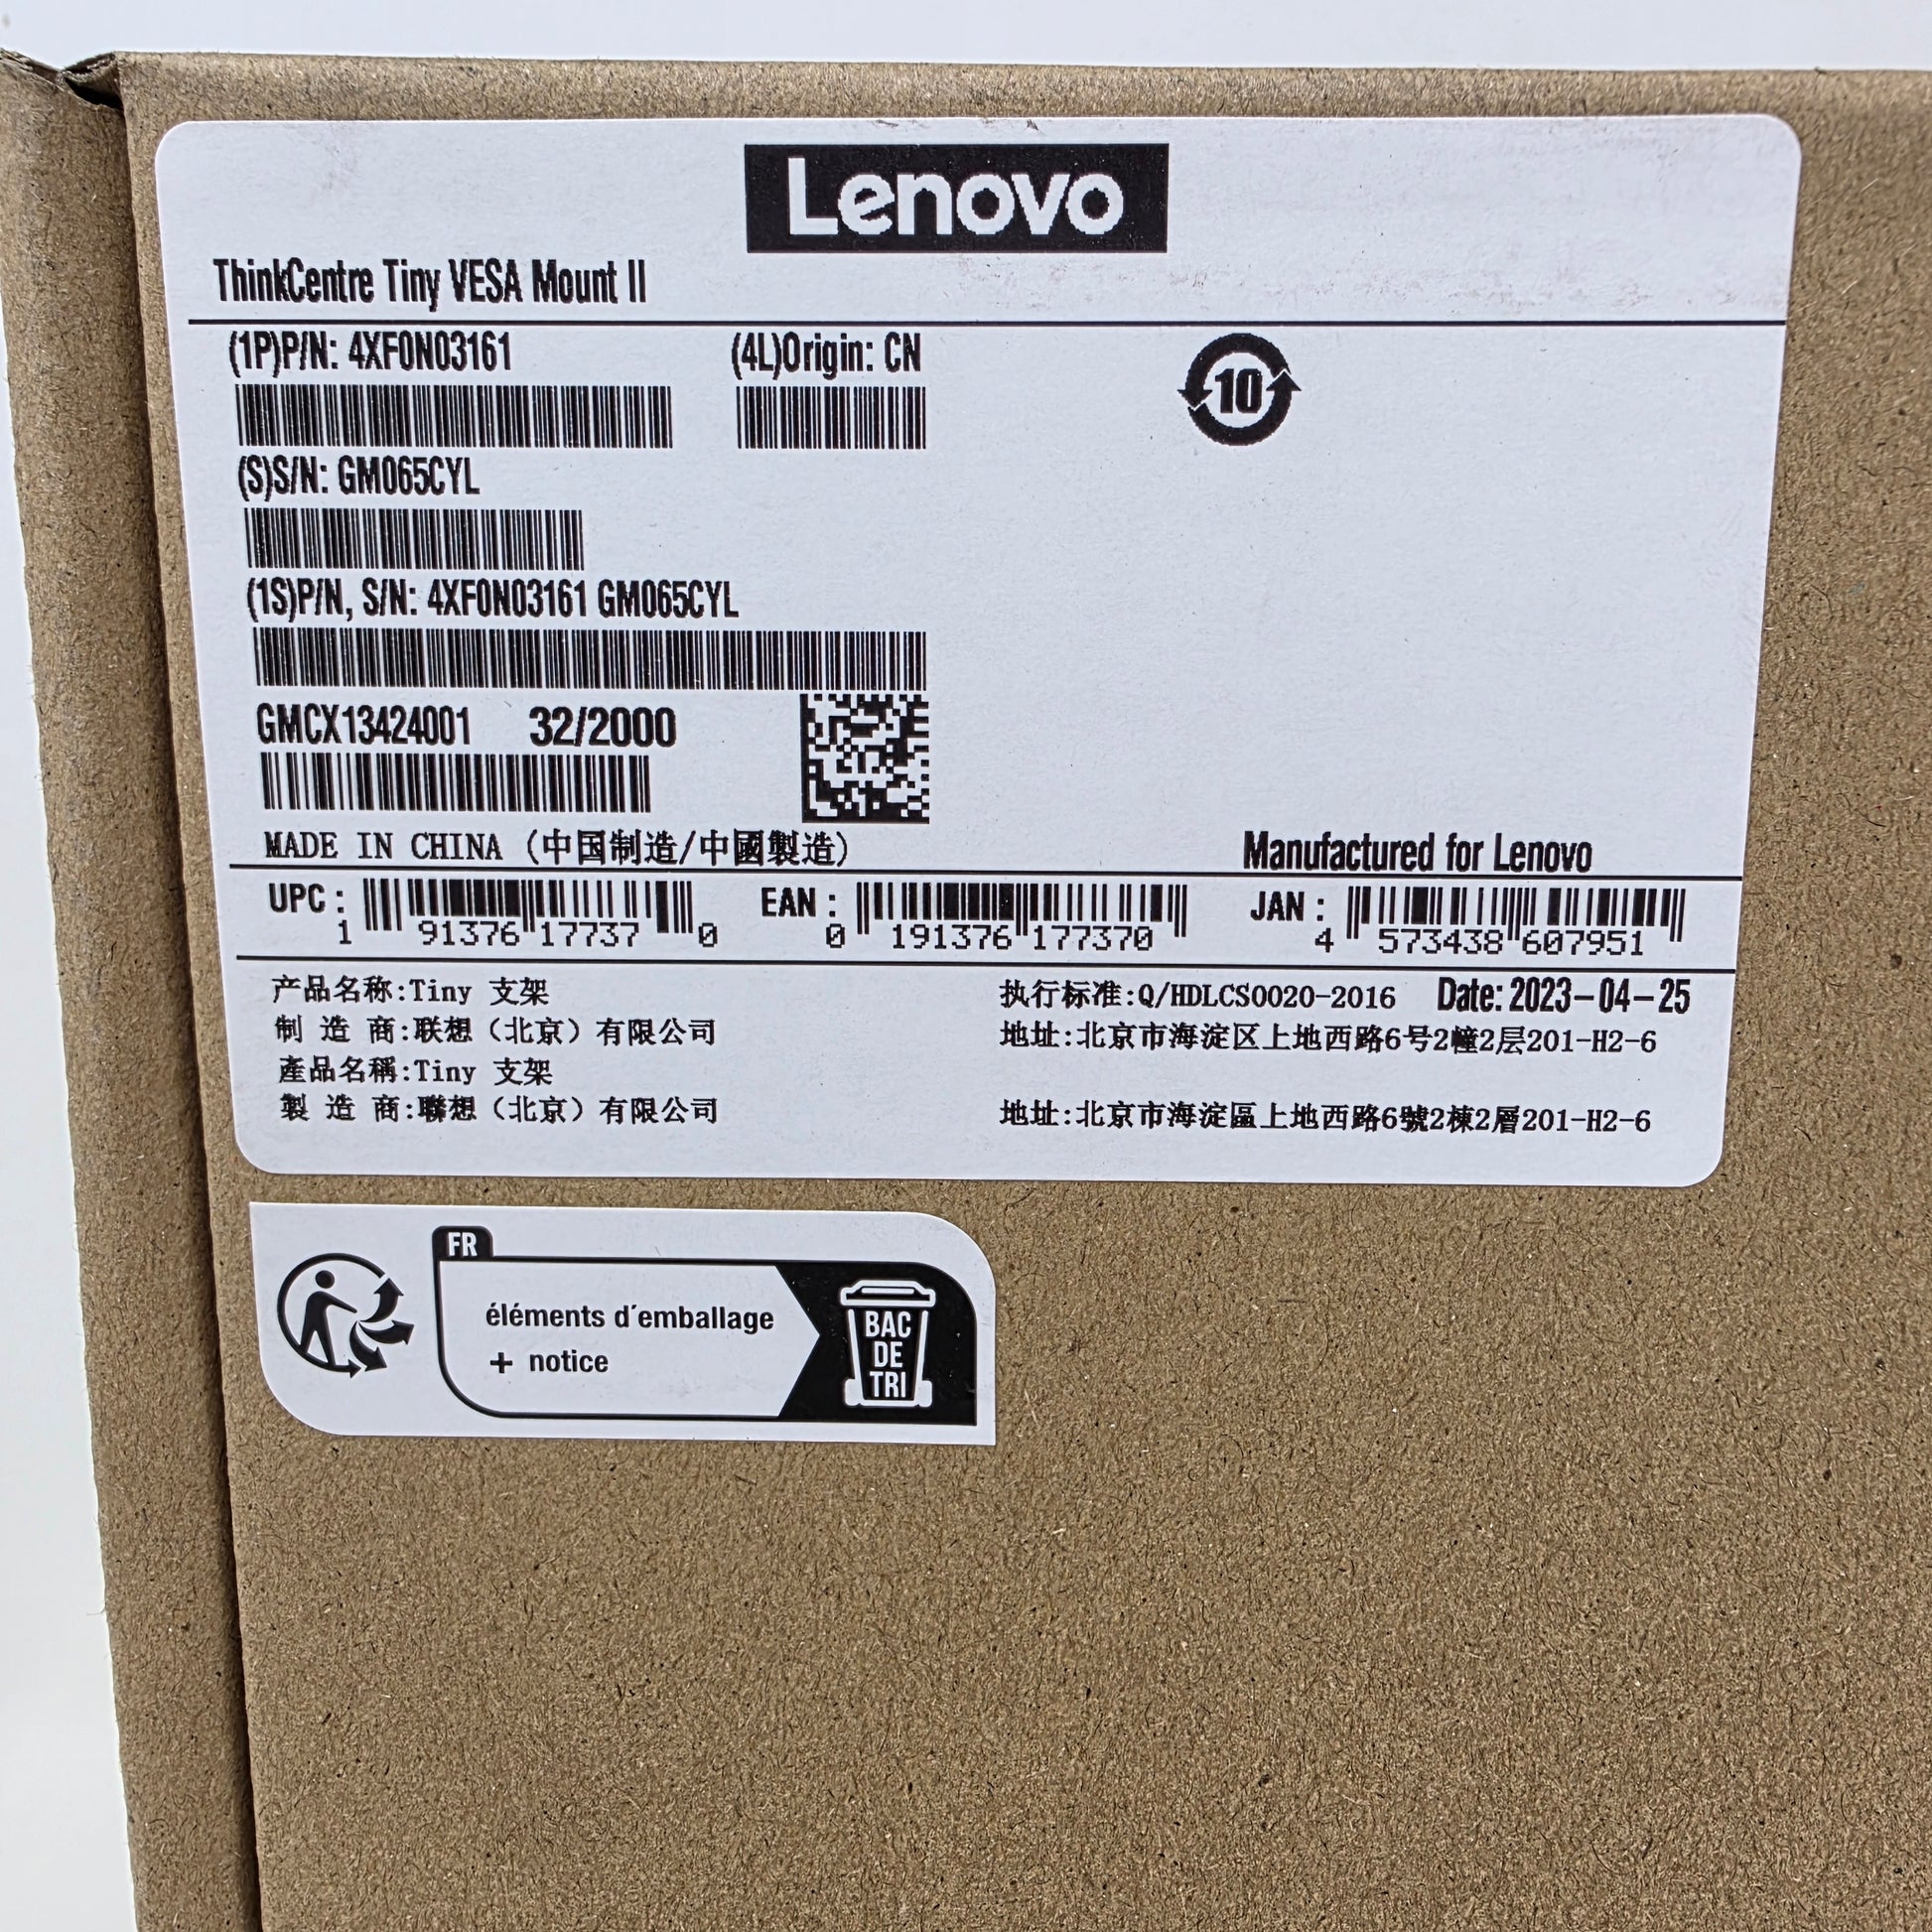 Lenovo
ThinkCentre Tiny VESA Mount II
(1P)P/N: 4XF0N03161 (4L)Origin: CN
10
(S)S/N: GM065CYL
(1S)P/N, S/N: 4XF0N03161 GM065CYL
GMCX13424001 32/2000
MADE IN CHINA (中国制造/中國製造)
Manufactured for Lenovo
UPC: 1 91376 17737 0
EAN: 0 191376 177370
JAN: 4 573438 607951
产品名称:Tiny 支架
执行标准:Q/HDLCS0020-2016 Date: 2023-04-25
制 造 商:联想(北京)有限公司
地址:北京市海淀区上地西路6号2幢2层201-H2-6
產品名稱:Tiny 支架
製 造 商:聯想(北京)有限公司
地址:北京市海淀區上地西路6號2棟2層201-H2-6
FR
éléments d'emballage
+ notice
BAC
DE
TRI